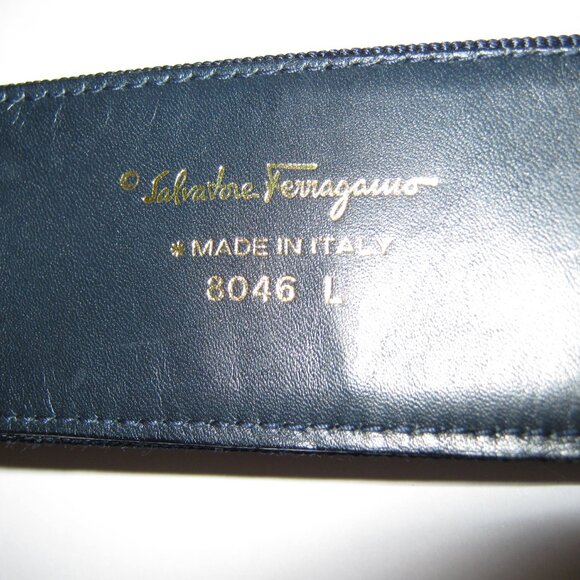 © Salvatore Ferragamo
* MADE IN ITALY
8046 L